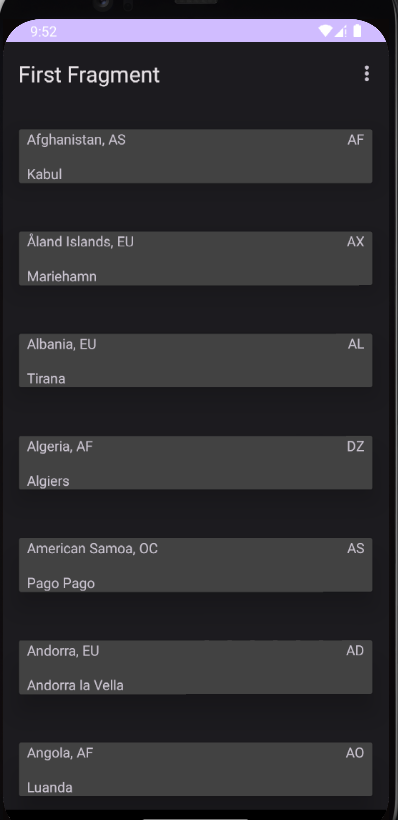 9:52
First Fragment
Afghanistan, AS AF
Kabul
Åland Islands, EU AX
Mariehamn
Albania, EU AL
Tirana
Algeria, AF DZ
Algiers
American Samoa, OC AS
Pago Pago
Andorra, EU AD
Andorra la Vella
Angola, AF AO
Luanda